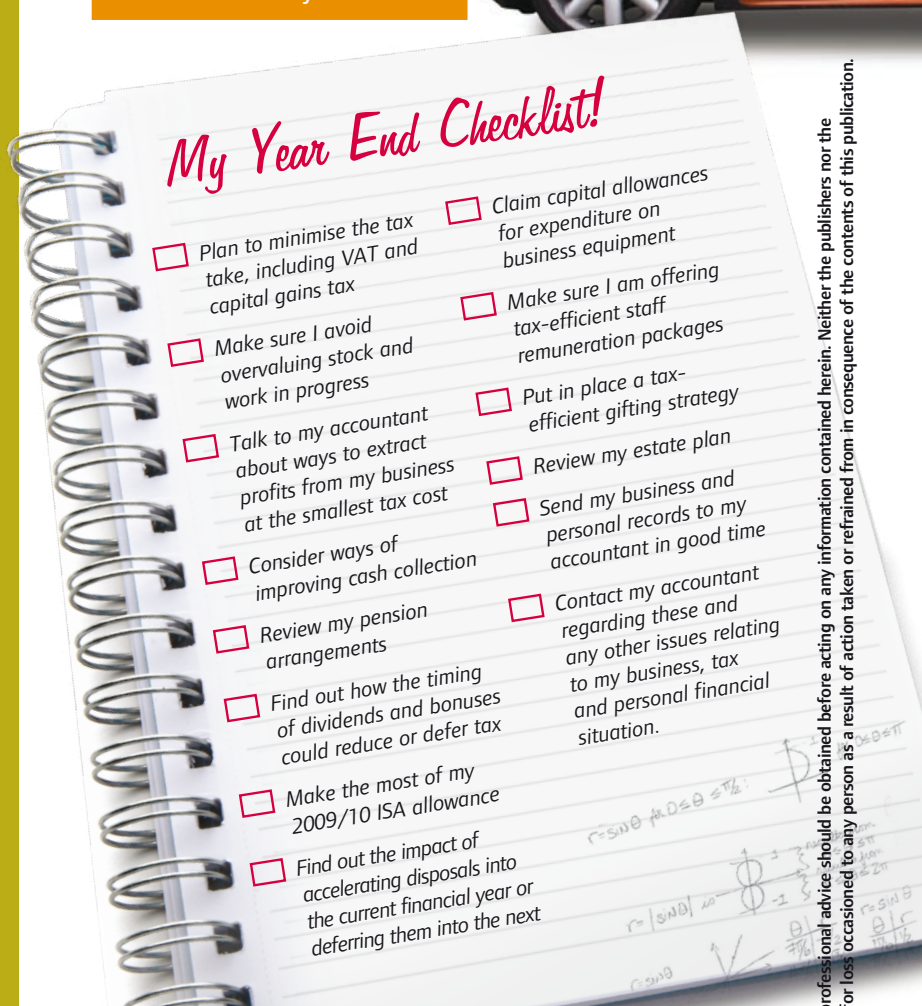 My Year End Checklist!
Plan to minimise the tax
take, including VAT and
capital gains tax
Make sure I avoid
overvaluing stock and
work in progress
Talk to my accountant
about ways to extract
profits from my business
at the smallest tax cost
Consider ways of
improving cash collection
Review my pension
arrangements
Find out how the timing
of dividends and bonuses
could reduce or defer tax
Make the most of my
2009/10 ISA allowance
Find out the impact of
accelerating disposals into
the current financial year or
deferring them into the next
Claim capital allowances
for expenditure on
business equipment
Make sure I am offering
tax-efficient staff
remuneration packages
Put in place a tax-
efficient gifting strategy
Review my estate plan
Send my business and
personal records to my
accountant in good time
Contact my accountant
regarding these and
any other issues relating
to my business, tax
and personal financial
situation.
r=sinθ for 0≤θ≤π/2:
r=|sinθ|
r=sinθ
r=sinθ
rofessional advice should be obtained before acting on any information contained herein. Neither the publishers nor the
or loss occasioned to any person as a result of action taken or refrained from in consequence of the contents of this publication.